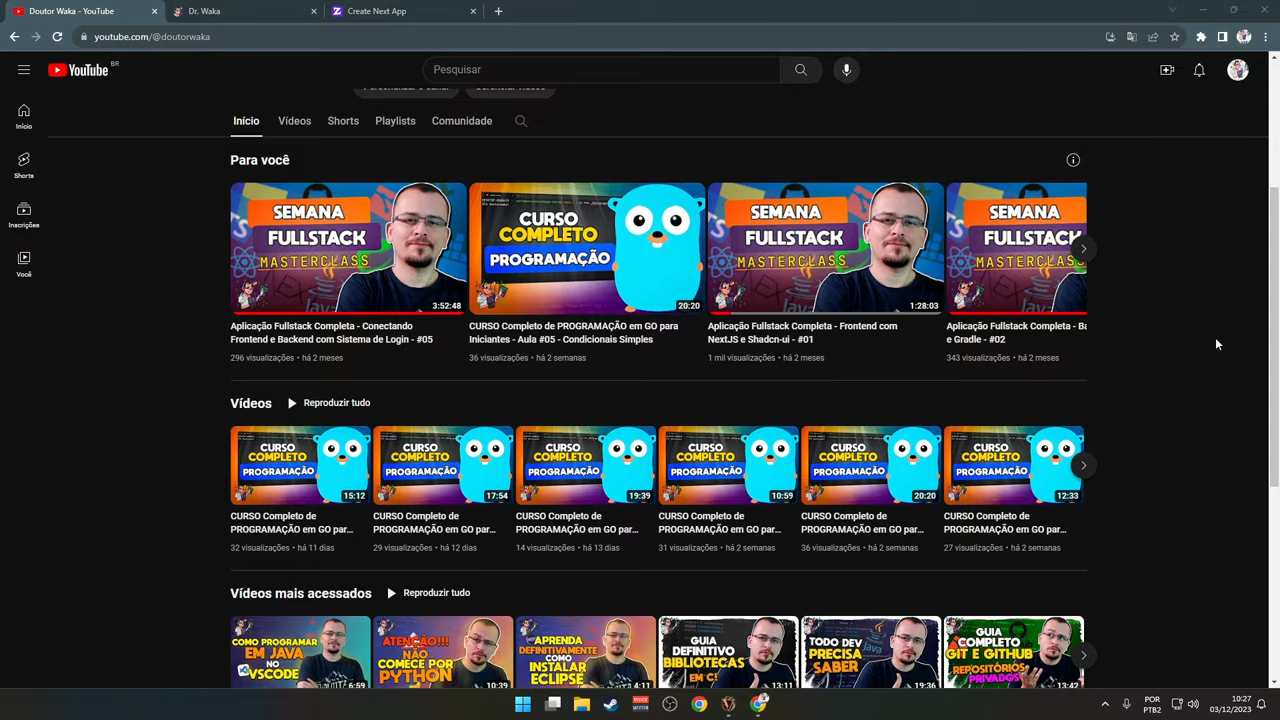 Doutor Waka - YouTube
Dr. Waka
Create Next App
youtube.com/@doutorwaka
YouTube BR
Pesquisar
Personalizar o canal
Gerenciar vídeos
Início
Vídeos
Shorts
Playlists
Comunidade
Início
Shorts
Inscrições
Você
Para você
SEMANA
FULLSTACK
MASTERCLASS
3:52:48
CURSO
COMPLETO
PROGRAMAÇÃO
20:20
SEMANA
FULLSTACK
MASTERCLASS
1:28:03
SEMANA
FULLSTACK
MASTERCLASS
Aplicação Fullstack Completa - Conectando
Frontend e Backend com Sistema de Login - #05
296 visualizações • há 2 meses
CURSO Completo de PROGRAMAÇÃO em GO para
Iniciantes - Aula #05 - Condicionais Simples
36 visualizações • há 2 semanas
Aplicação Fullstack Completa - Frontend com
NextJS e Shadcn-ui - #01
1 mil visualizações • há 2 meses
Aplicação Fullstack Completa - Ba
e Gradle - #02
343 visualizações • há 2 meses
Vídeos
Reproduzir tudo
CURSO
COMPLETO
PROGRAMAÇÃO
15:12
CURSO
COMPLETO
PROGRAMAÇÃO
17:54
CURSO
COMPLETO
PROGRAMAÇÃO
19:39
CURSO
COMPLETO
PROGRAMAÇÃO
10:59
CURSO
COMPLETO
PROGRAMAÇÃO
20:20
CURSO
COMPLETO
PROGRAMAÇÃO
12:33
CURSO Completo de
PROGRAMAÇÃO em GO par...
32 visualizações • há 11 dias
CURSO Completo de
PROGRAMAÇÃO em GO par...
29 visualizações • há 12 dias
CURSO Completo de
PROGRAMAÇÃO em GO par...
14 visualizações • há 13 dias
CURSO Completo de
PROGRAMAÇÃO em GO par...
31 visualizações • há 2 semanas
CURSO Completo de
PROGRAMAÇÃO em GO par...
36 visualizações • há 2 semanas
CURSO Completo de
PROGRAMAÇÃO em GO par...
27 visualizações • há 2 semanas
Vídeos mais acessados
Reproduzir tudo
COMO PROGRAMAR
EM JAVA
NO
VSCODE
6:59
ATENÇÃO!!!
NÃO
COMECE POR
PYTHON
10:39
APRENDA
DEFINITIVAMENTE
COMO
INSTALAR
ECLIPSE
4:11
GUIA
DEFINITIVO
BIBLIOTECAS
EM C!
13:11
TODO DEV
PRECISA
SABER
19:36
GUIA
COMPLETO
GIT E GITHUB
REPOSITÓRIOS
PRIVADOS
13:42
POR
PTB2
10:27
03/12/2023